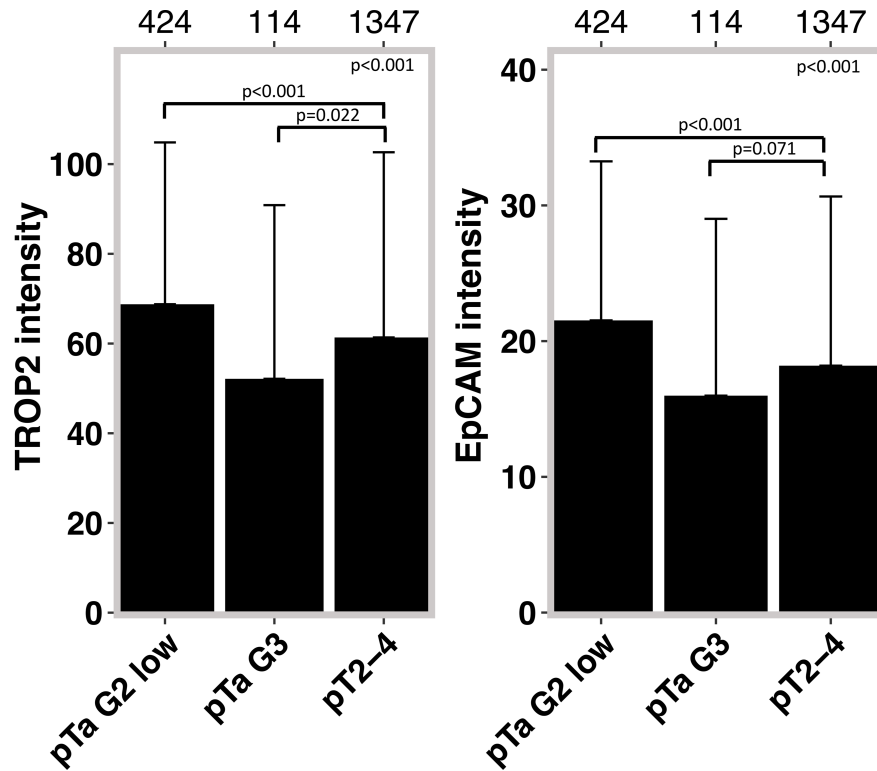 424 114 1347
p<0.001
p<0.001
p=0.022
TROP2 intensity
100
80
60
40
20
0
pTa G2 low
pTa G3
pT2–4
424 114 1347
p<0.001
p<0.001
p=0.071
EpCAM intensity
40
30
20
10
0
pTa G2 low
pTa G3
pT2–4